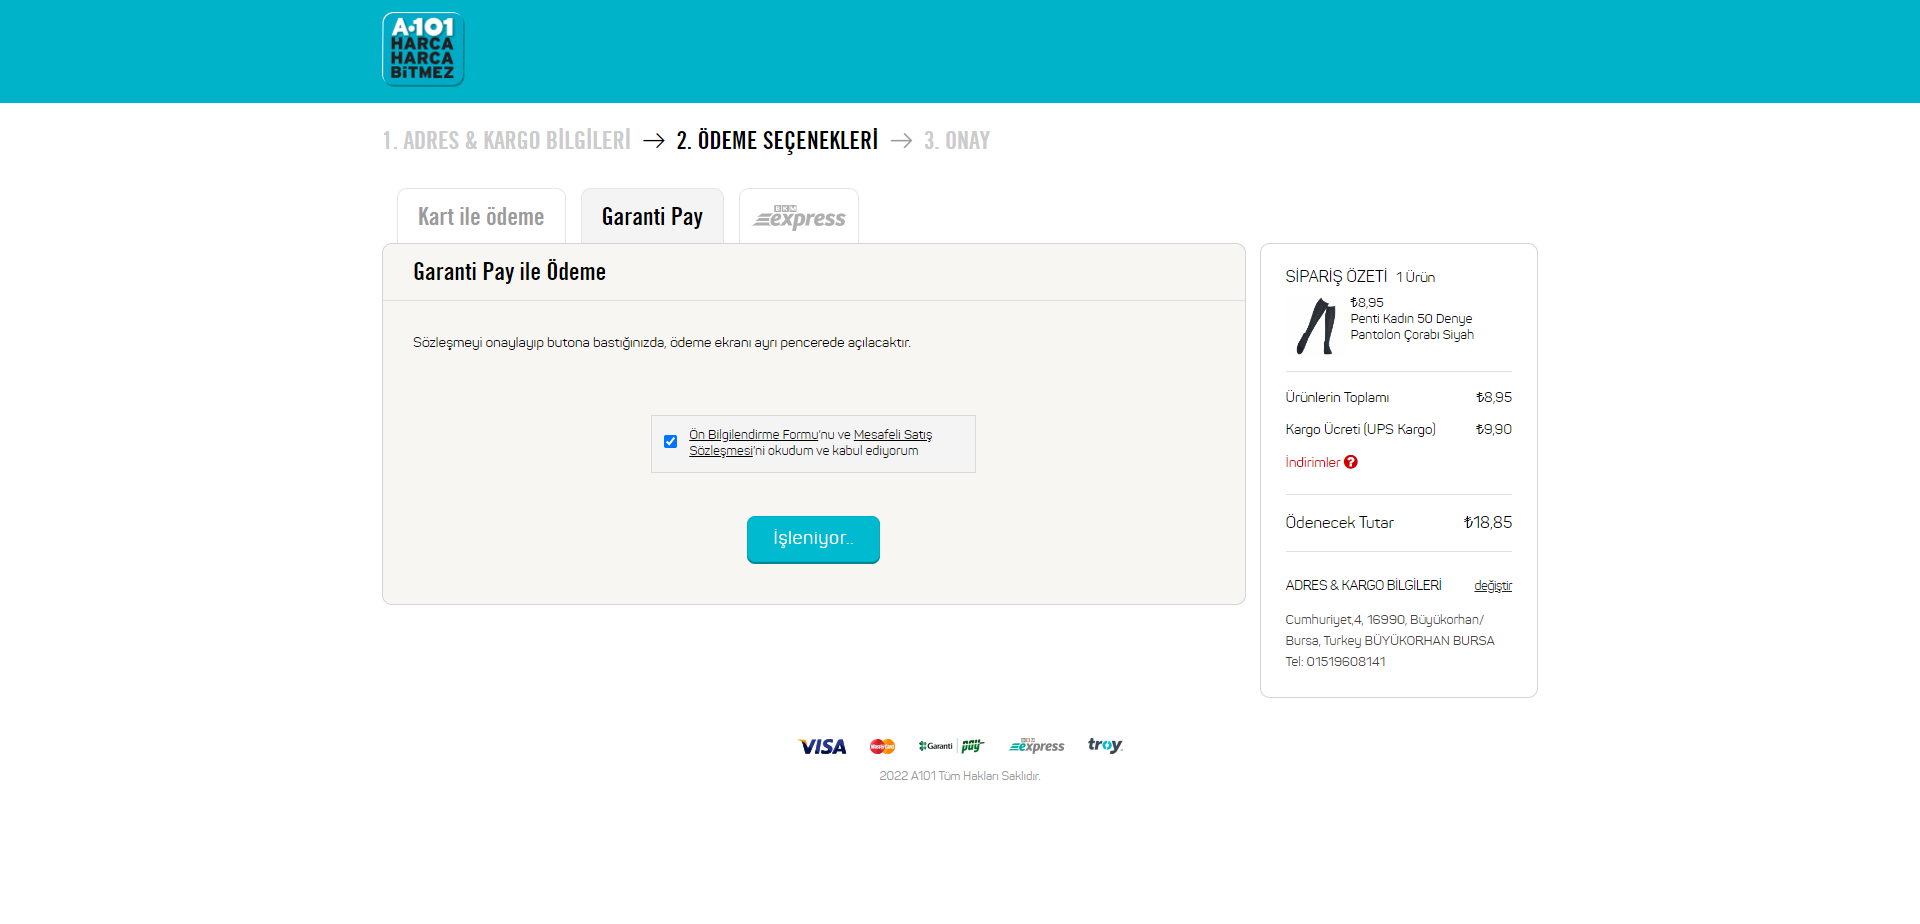 A101
HARCA
HARCA
BiTMEZ
1. ADRES & KARGO BİLGİLERİ → 2. ÖDEME SEÇENEKLERİ → 3. ONAY
Kart ile ödeme
Garanti Pay
BKM
express
Garanti Pay ile Ödeme
Sözleşmeyi onaylayıp butona bastığınızda, ödeme ekranı ayrı pencerede açılacaktır.
Ön Bilgilendirme Formu'nu ve Mesafeli Satış
Sözleşmesi'ni okudum ve kabul ediyorum
İşleniyor..
SİPARİŞ ÖZETİ 1 Ürün
₺8,95
Penti Kadın 50 Denye
Pantolon Çorabı Siyah
Ürünlerin Toplamı ₺8,95
Kargo Ücreti (UPS Kargo) ₺9,90
İndirimler ?
Ödenecek Tutar ₺18,85
ADRES & KARGO BİLGİLERİ değiştir
Cumhuriyet,4, 16990, Büyükorhan/
Bursa, Turkey BÜYÜKORHAN BURSA
Tel: 01519608141
VISA MasterCard Garanti pay BKM express troy
2022 A101 Tüm Hakları Saklıdır.